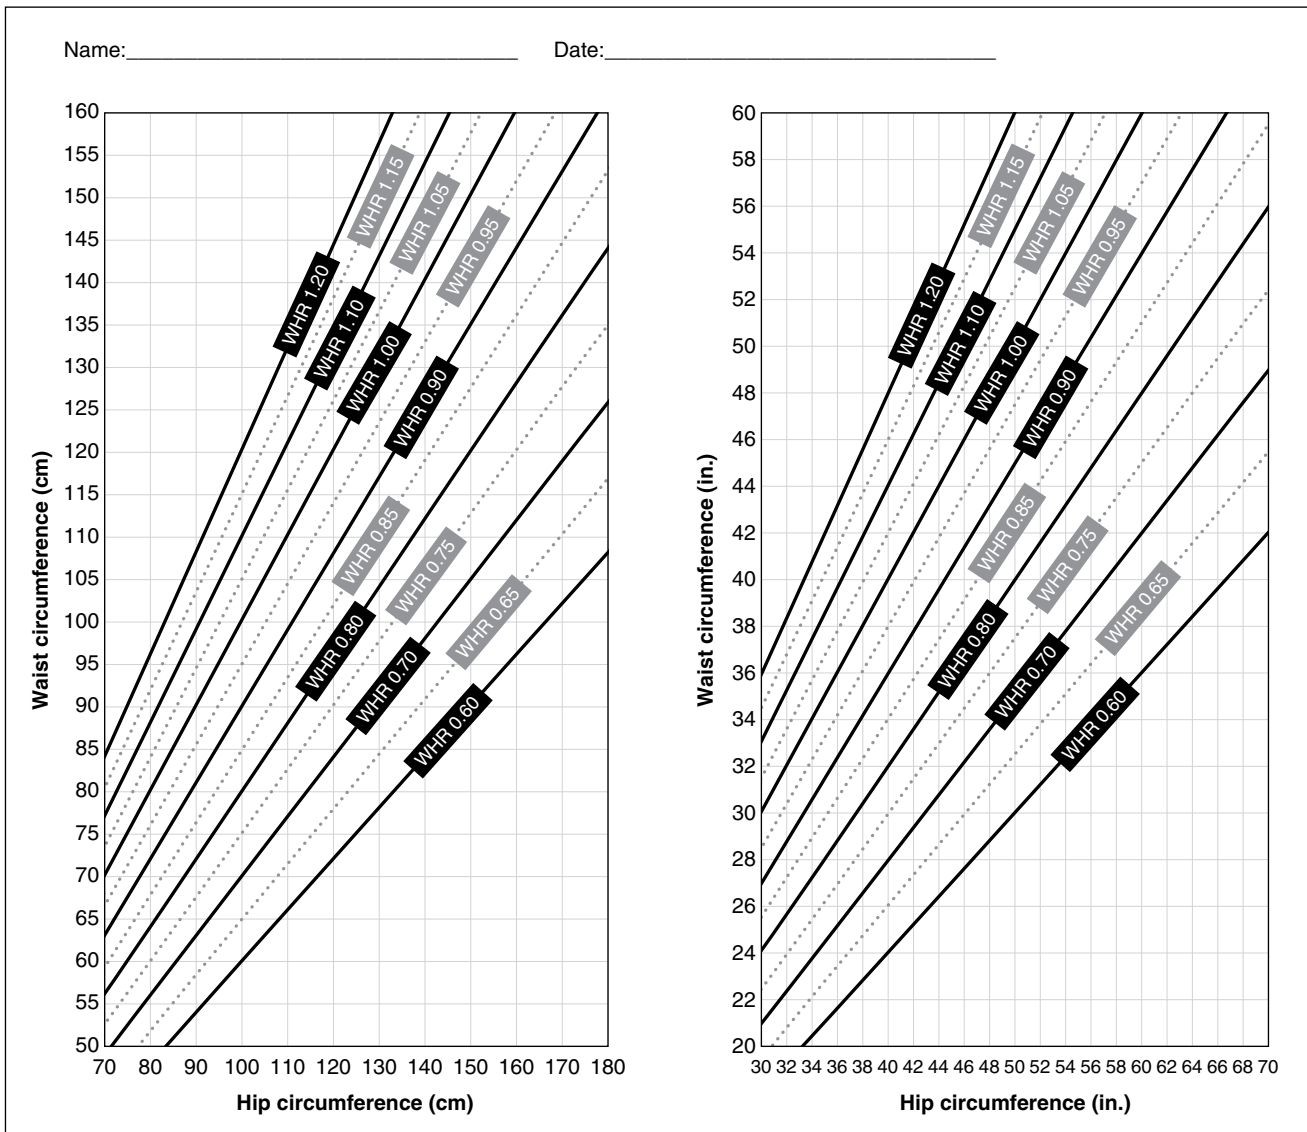 Name:__________________________________ Date:__________________________________
160
155
150
145
140
135
130
125
120
115
110
105
100
95
90
85
80
75
70
65
60
55
50
Waist circumference (cm)
WHR 1.15
WHR 1.05
WHR 0.95
WHR 1.20
WHR 1.10
WHR 1.00
WHR 0.90
WHR 0.85
WHR 0.75
WHR 0.65
WHR 0.80
WHR 0.70
WHR 0.60
70 80 90 100 110 120 130 140 150 160 170 180
Hip circumference (cm)
60
58
56
54
52
50
48
46
44
42
40
38
36
34
32
30
28
26
24
22
20
Waist circumference (in.)
WHR 1.15
WHR 1.05
WHR 0.95
WHR 1.20
WHR 1.10
WHR 1.00
WHR 0.90
WHR 0.85
WHR 0.75
WHR 0.65
WHR 0.80
WHR 0.70
WHR 0.60
30 32 34 36 38 40 42 44 46 48 50 52 54 56 58 60 62 64 66 68 70
Hip circumference (in.)